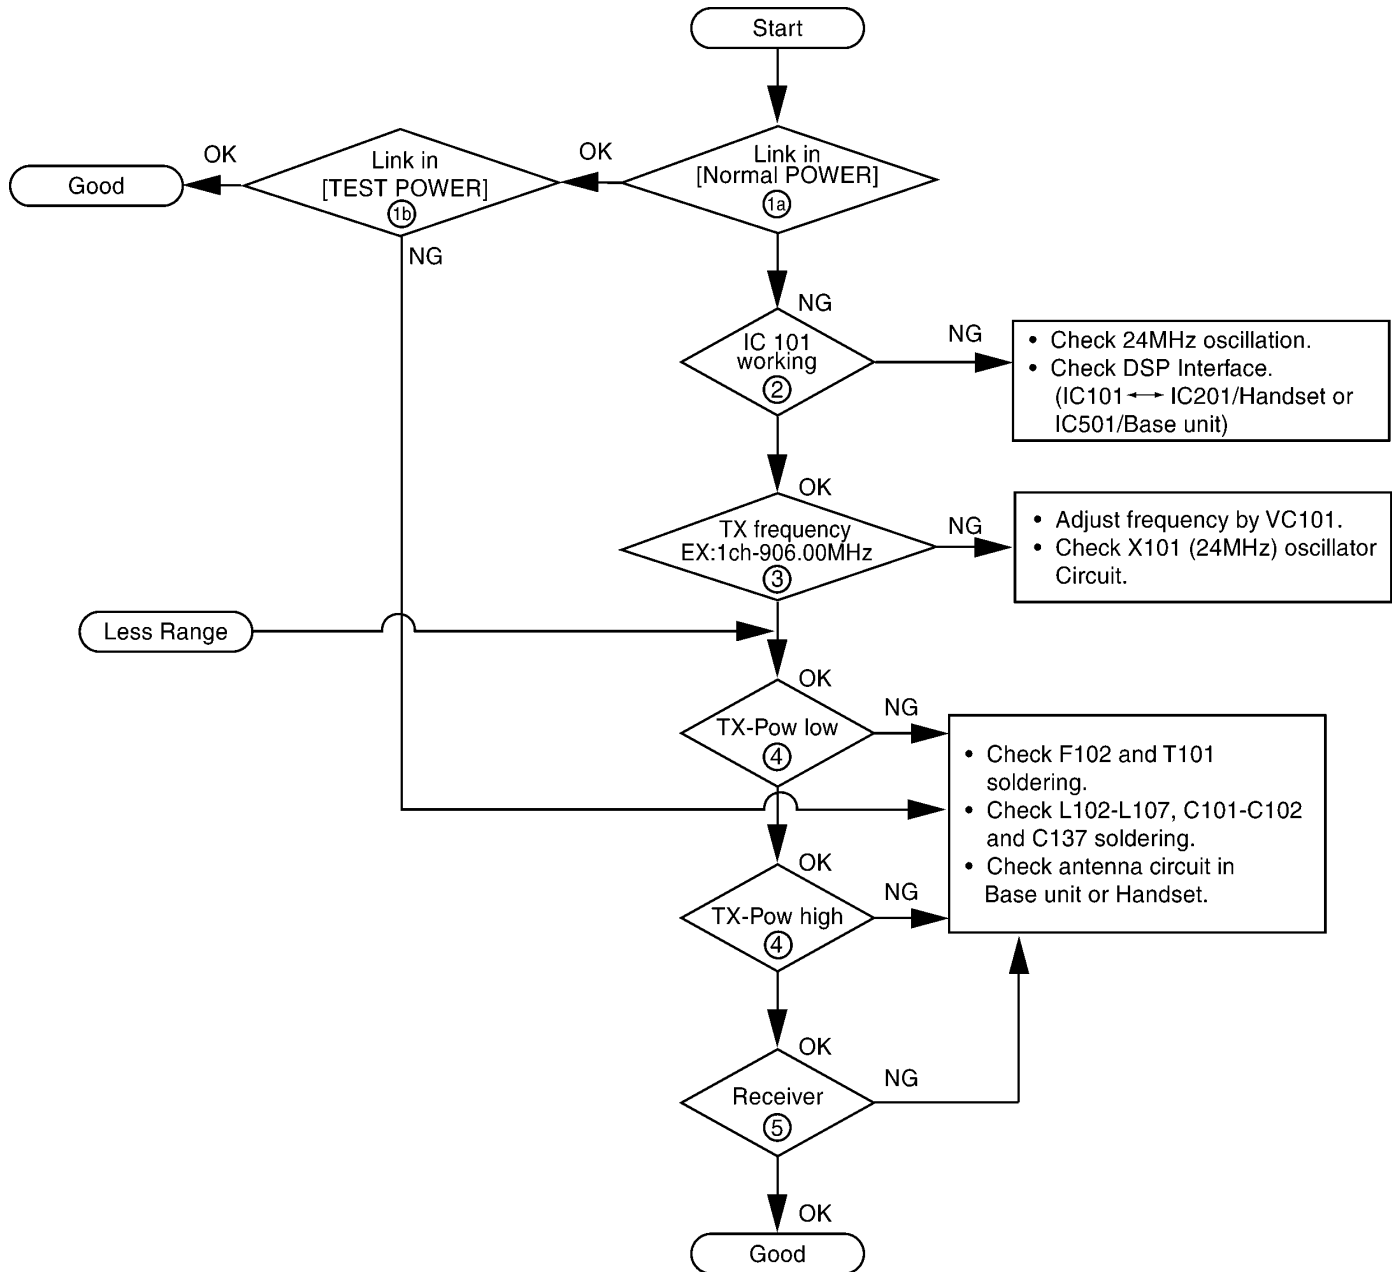 Start
Link in
[Normal POWER]
1a
OK
Link in
[TEST POWER]
1b
OK
Good
NG
NG
IC 101
working
2
NG
• Check 24MHz oscillation.
• Check DSP Interface.
(IC101 ↔ IC201/Handset or
IC501/Base unit)
OK
TX frequency
EX:1ch-906.00MHz
3
NG
• Adjust frequency by VC101.
• Check X101 (24MHz) oscillator
Circuit.
Less Range
OK
TX-Pow low
4
NG
• Check F102 and T101
soldering.
• Check L102-L107, C101-C102
and C137 soldering.
• Check antenna circuit in
Base unit or Handset.
OK
TX-Pow high
4
NG
OK
Receiver
5
NG
OK
Good